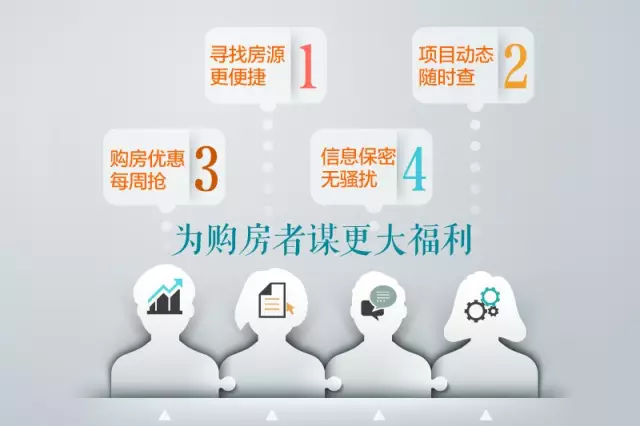 寻找房源
更便捷
1
项目动态
随时查
2
购房优惠
每周抢
3
信息保密
无骚扰
4
为购房者谋更大福利